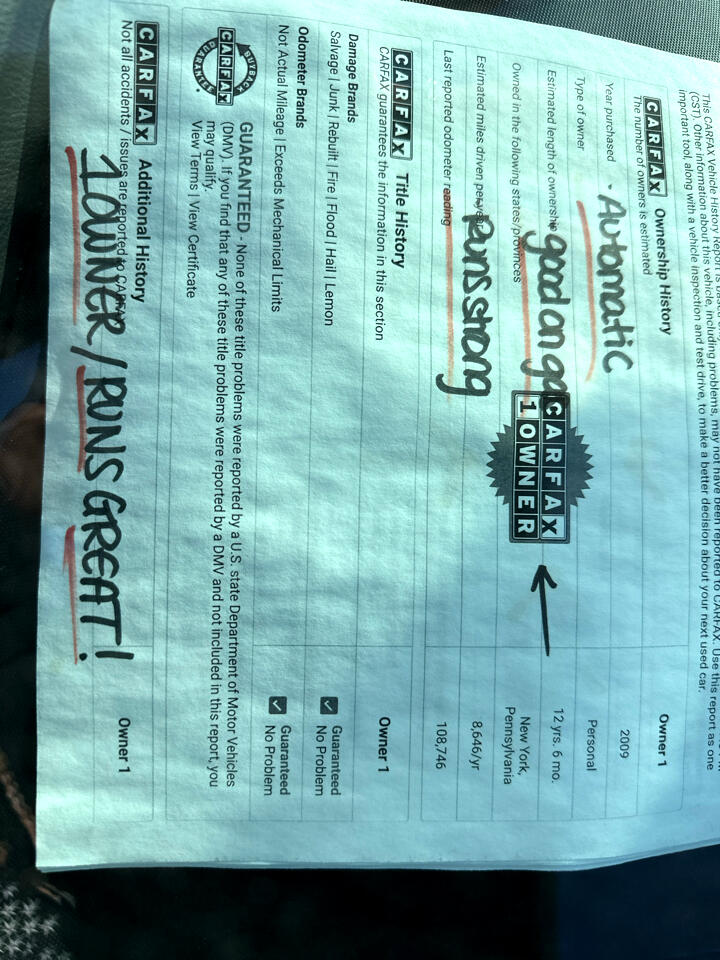 This CARFAX Vehicle History Report is based only
(CST). Other information about this vehicle, including problems, may not have been reported to CARFAX. Use this report as one
important tool, along with a vehicle inspection and test drive, to make a better decision about your next used car.
CARFAX Ownership History
The number of owners is estimated
Owner 1
Year purchased
2009
· Automatic
Type of owner
Personal
Estimated length of ownership
12 yrs. 6 mo.
good on ga
Owned in the following states/provinces
New York,
Pennsylvania
CARFAX
1 OWNER
Estimated miles driven per year
8,646/yr
Runs strong
Last reported odometer reading
108,746
CARFAX Title History
CARFAX guarantees the information in this section
Owner 1
Damage Brands
Salvage | Junk | Rebuilt | Fire | Flood | Hail | Lemon
Guaranteed
No Problem
Odometer Brands
Not Actual Mileage | Exceeds Mechanical Limits
Guaranteed
No Problem
BUYBACK
CARFAX
GUARANTEE
GUARANTEED - None of these title problems were reported by a U.S. state Department of Motor Vehicles
(DMV). If you find that any of these title problems were reported by a DMV and not included in this report, you
may qualify.
View Terms | View Certificate
CARFAX Additional History
Not all accidents / issues are reported to CARFAX
Owner 1
1 OWNER / RUNS GREAT!